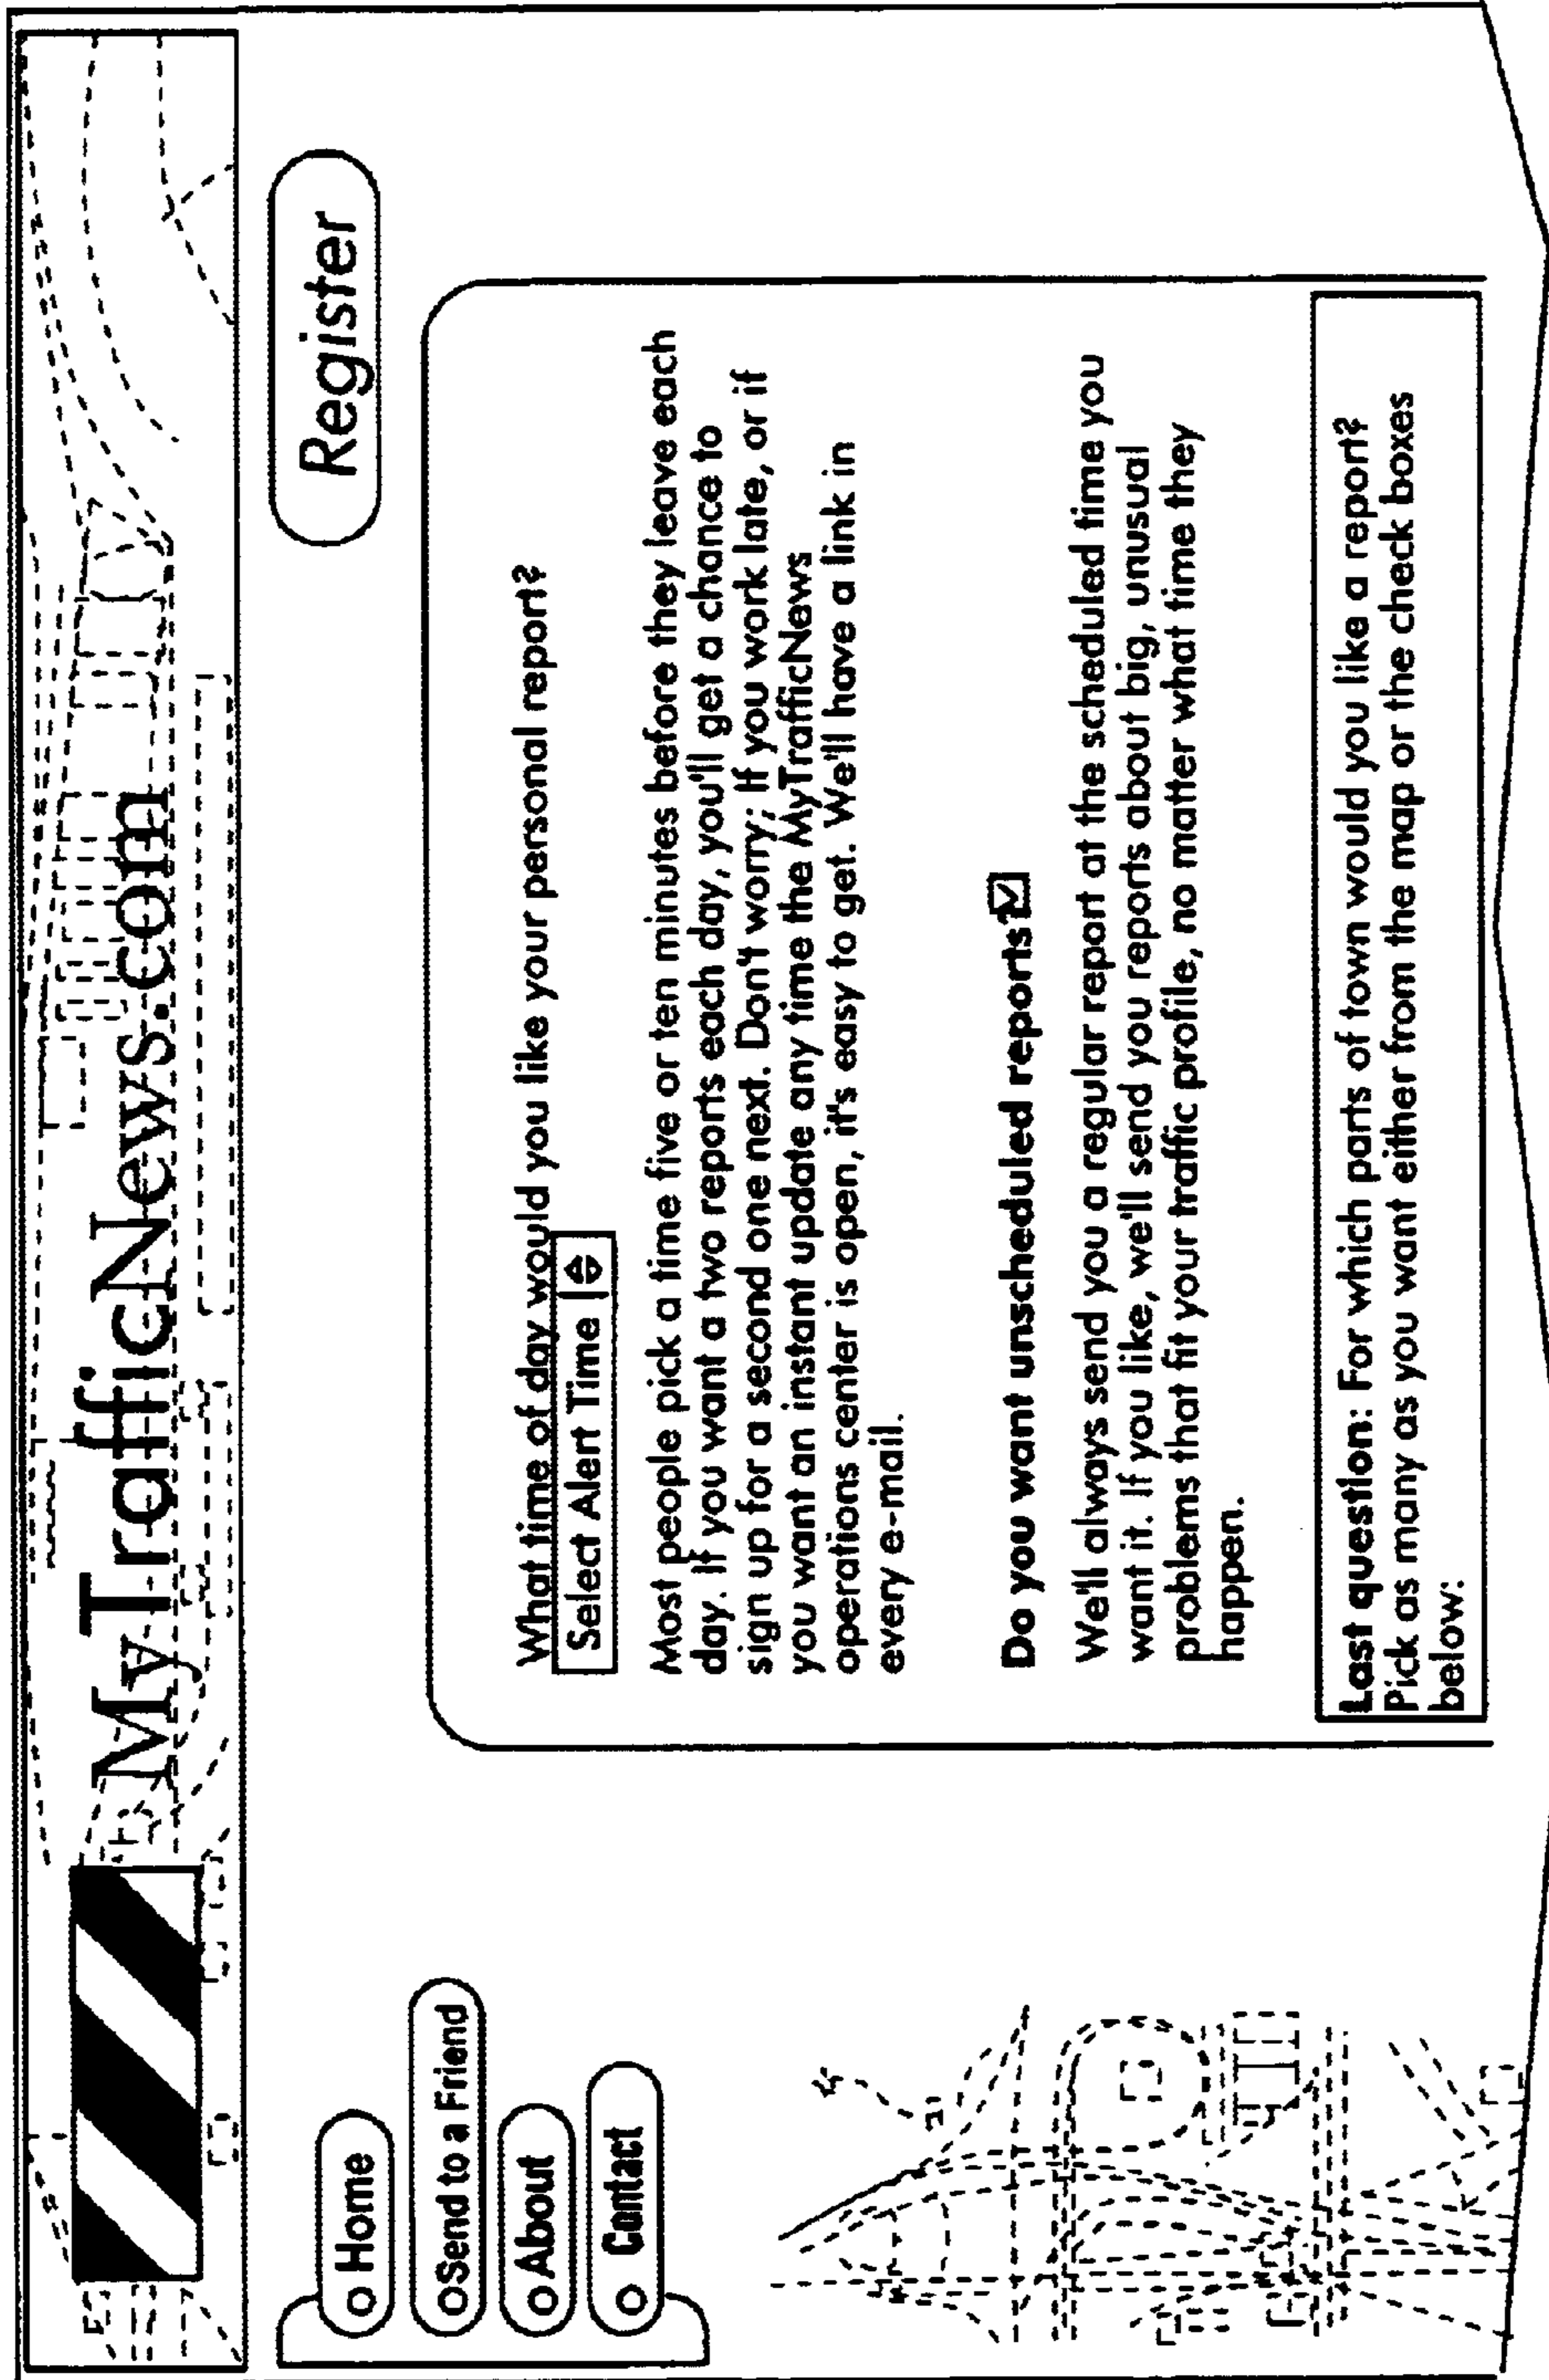 MyTrafficNews.com
Register
Home
Send to a Friend
About
Contact
What time of day would you like your personal report?
Select Alert Time
Most people pick a time five or ten minutes before they leave each
day. If you want a two reports each day, you'll get a chance to
sign up for a second one next. Don't worry; If you work late, or if
you want an instant update any time the MyTrafficNews
operations center is open, it's easy to get. We'll have a link in
every e-mail.
Do you want unscheduled reports?
We'll always send you a regular report at the scheduled time you
want it. If you like, we'll send you reports about big, unusual
problems that fit your traffic profile, no matter what time they
happen.
Last question: For which parts of town would you like a report?
Pick as many as you want either from the map or the check boxes
below: